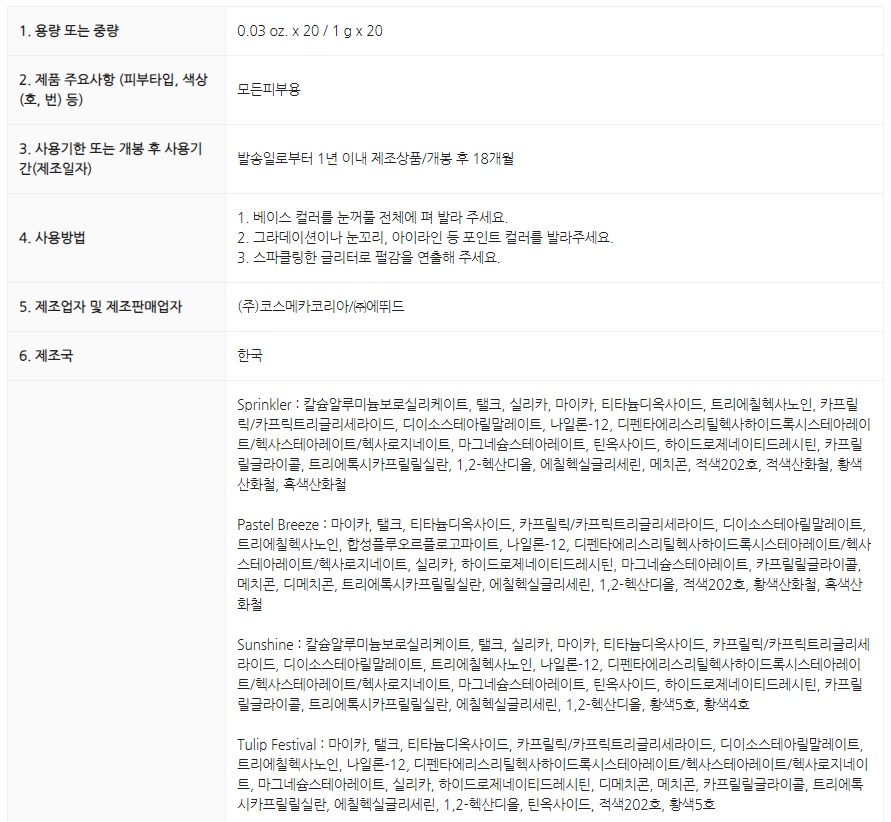 1. 용량 또는 중량
0.03 oz. x 20 / 1 g x 20
2. 제품 주요사항 (피부타입, 색상
(호, 번) 등)
모든피부용
3. 사용기한 또는 개봉 후 사용기
간(제조일자)
발송일로부터 1년 이내 제조상품/개봉 후 18개월
4. 사용방법
1. 베이스 컬러를 눈꺼풀 전체에 펴 발라 주세요.
2. 그라데이션이나 눈꼬리, 아이라인 등 포인트 컬러를 발라주세요.
3. 스파클링한 글리터로 펄감을 연출해 주세요.
5. 제조업자 및 제조판매업자
(주)코스메카코리아/㈜에뛰드
6. 제조국
한국
Sprinkler : 칼슘알루미늄보로실리케이트, 탤크, 실리카, 마이카, 티타늄디옥사이드, 트리에칠헥사노인, 카프릴
릭/카프릭트리글리세라이드, 디이소스테아릴말레이트, 나일론-12, 디펜타에리스리틸헥사하이드록시스테아레이
트/헥사스테아레이트/헥사로지네이트, 마그네슘스테아레이트, 틴옥사이드, 하이드로제네이티드레시틴, 카프릴
릴글라이콜, 트리에톡시카프릴릴실란, 1,2-헥산디올, 에칠헥실글리세린, 메치콘, 적색202호, 적색산화철, 황색
산화철, 흑색산화철
Pastel Breeze : 마이카, 탤크, 티타늄디옥사이드, 카프릴릭/카프릭트리글리세라이드, 디이소스테아릴말레이트,
트리에칠헥사노인, 합성플루오르플로고파이트, 나일론-12, 디펜타에리스리틸헥사하이드록시스테아레이트/헥사
스테아레이트/헥사로지네이트, 실리카, 하이드로제네이티드레시틴, 마그네슘스테아레이트, 카프릴릴글라이콜,
메치콘, 디메치콘, 트리에톡시카프릴릴실란, 에칠헥실글리세린, 1,2-헥산디올, 적색202호, 황색산화철, 흑색산
화철
Sunshine : 칼슘알루미늄보로실리케이트, 탤크, 실리카, 마이카, 티타늄디옥사이드, 카프릴릭/카프릭트리글리세
라이드, 디이소스테아릴말레이트, 트리에칠헥사노인, 나일론-12, 디펜타에리스리틸헥사하이드록시스테아레이
트/헥사스테아레이트/헥사로지네이트, 마그네슘스테아레이트, 틴옥사이드, 하이드로제네이티드레시틴, 카프릴
릴글라이콜, 트리에톡시카프릴릴실란, 에칠헥실글리세린, 1,2-헥산디올, 황색5호, 황색4호
Tulip Festival : 마이카, 탤크, 티타늄디옥사이드, 카프릴릭/카프릭트리글리세라이드, 디이소스테아릴말레이트,
트리에칠헥사노인, 나일론-12, 디펜타에리스리틸헥사하이드록시스테아레이트/헥사스테아레이트/헥사로지네이
트, 마그네슘스테아레이트, 실리카, 하이드로제네이티드레시틴, 디메치콘, 메치콘, 카프릴릴글라이콜, 트리에톡
시카프릴릴실란, 에칠헥실글리세린, 1,2-헥산디올, 틴옥사이드, 적색202호, 황색5호